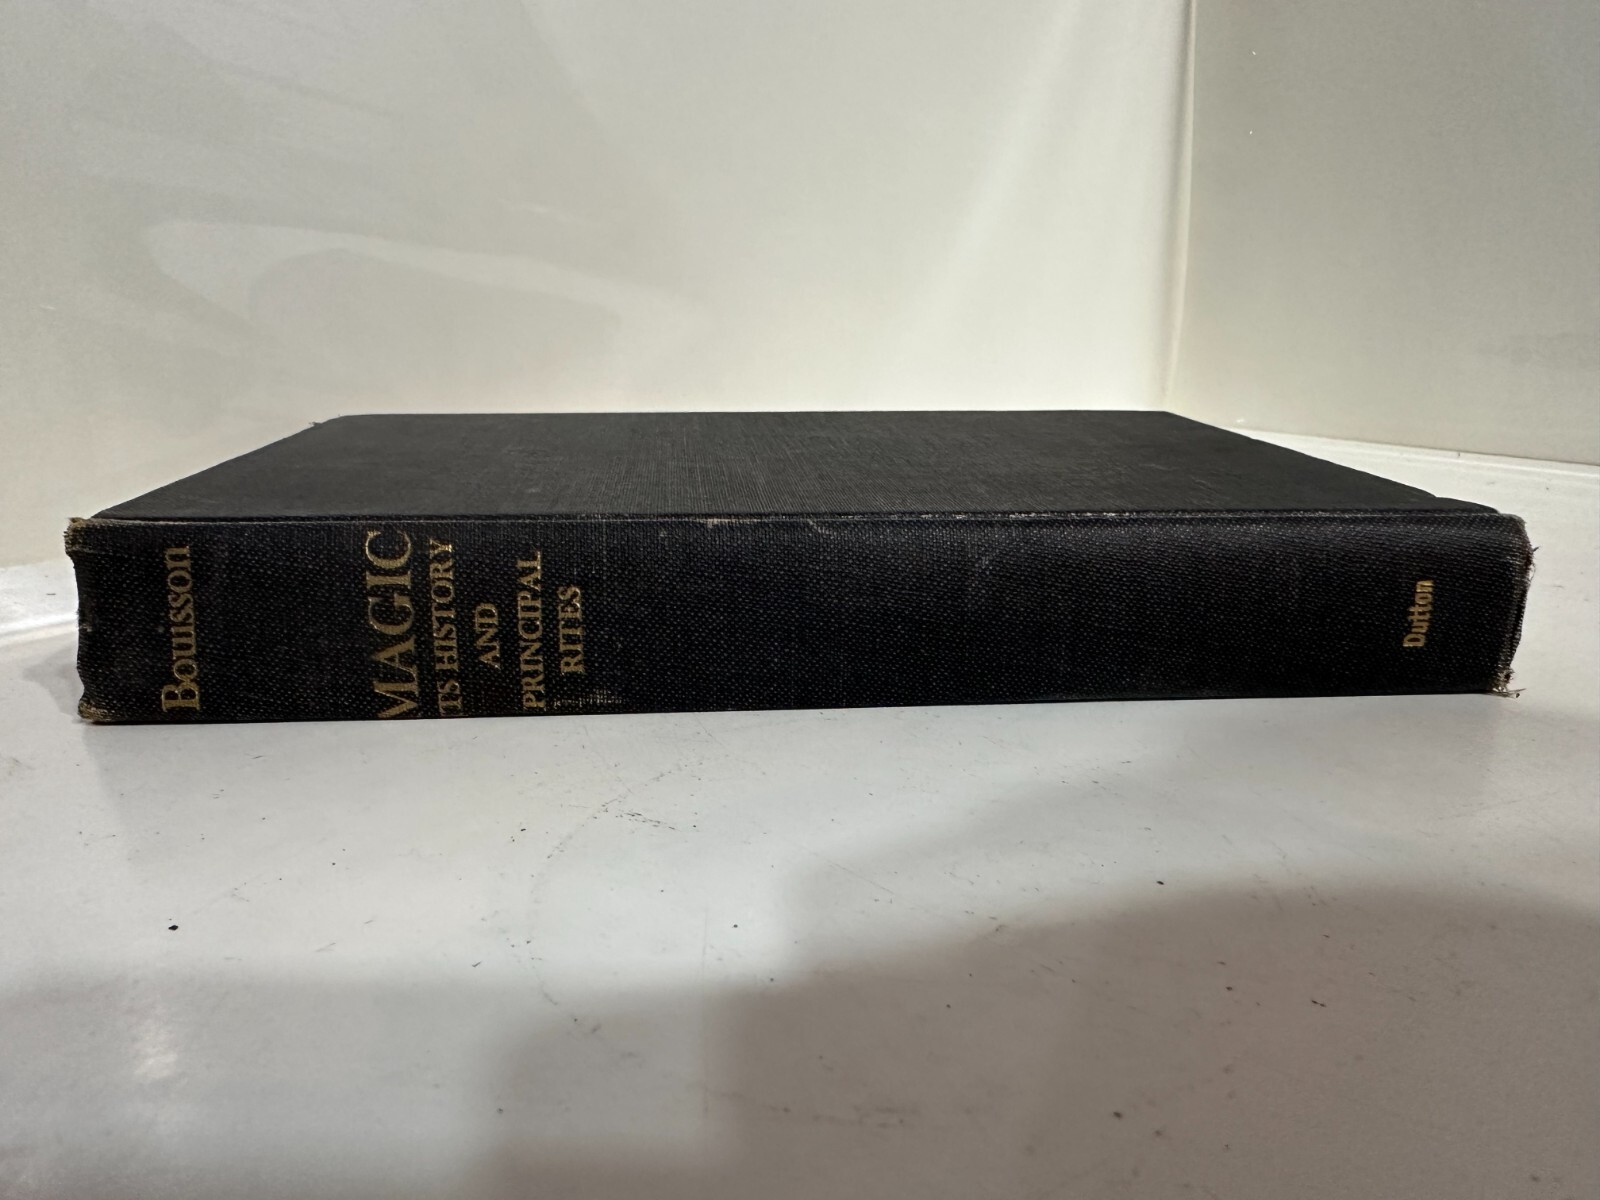 Bouisson
MAGIC
ITS HISTORY
AND
PRINCIPAL
RITES
Dutton